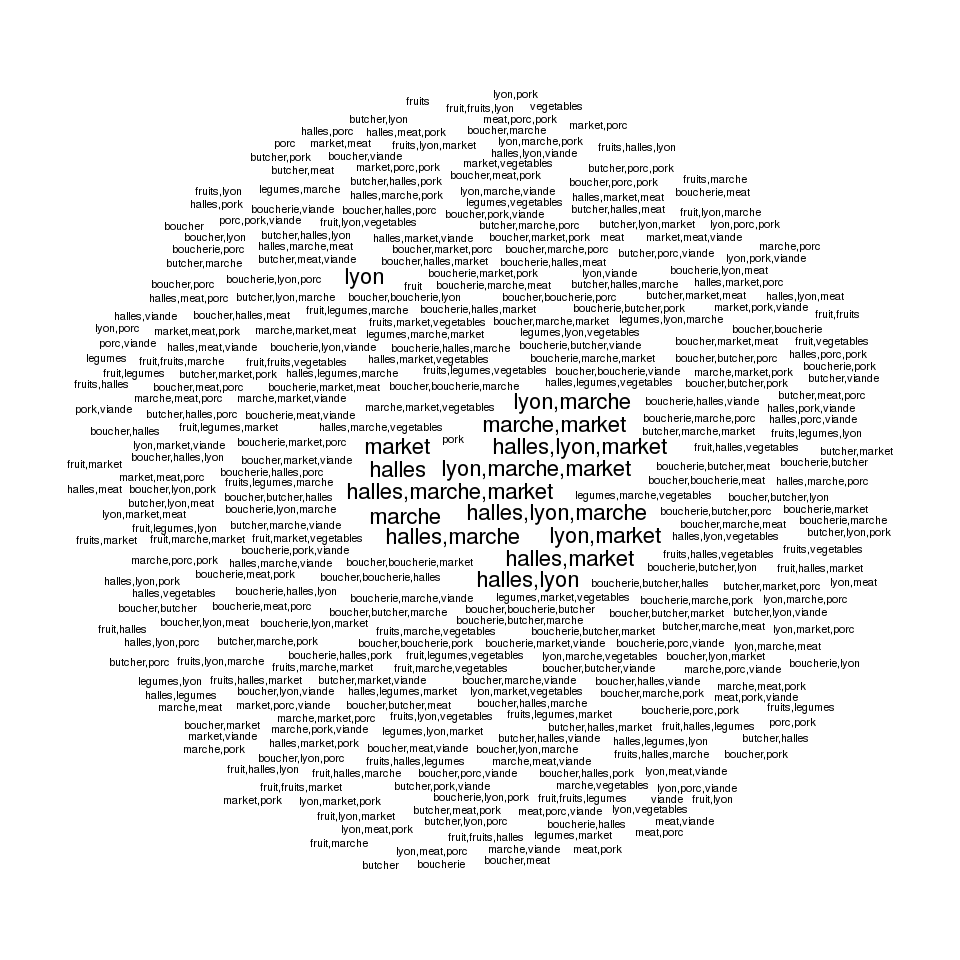 lyon,pork
fruits
fruit,fruits,lyon vegetables
butcher,lyon meat,porc,pork
halles,porc halles,meat,pork boucher,marche market,porc
porc market,meat fruits,lyon,market lyon,marche,pork fruits,halles,lyon
butcher,pork boucher,viande halles,lyon,viande
butcher,meat market,porc,pork market,vegetables butcher,porc,pork
butcher,halles,pork boucher,meat,pork boucher,porc,pork fruits,marche
fruits,lyon legumes,marche halles,marche,pork lyon,marche,viande halles,market,meat boucherie,meat
halles,pork boucherie,viande boucher,halles,porc legumes,vegetables butcher,halles,meat fruit,lyon,marche
boucher porc,pork,viande fruit,lyon,vegetables boucher,pork,viande butcher,marche,porc butcher,lyon,market lyon,porc,pork
boucher,lyon butcher,halles,lyon halles,market,viande boucher,market,pork meat market,meat,viande
boucherie,porc halles,marche,meat boucher,market,porc boucher,marche,porc butcher,porc,viande marche,porc
butcher,marche butcher,meat,viande boucher,halles,market boucherie,halles,meat lyon,pork,viande
boucher,porc boucherie,lyon,porc lyon boucherie,market,pork lyon,viande boucherie,lyon,meat
halles,meat,porc butcher,lyon,marche boucher,boucherie,lyon fruit boucherie,marche,meat butcher,halles,marche halles,market,porc
boucher,boucherie,porc butcher,market,meat halles,lyon,meat
halles,viande boucher,halles,meat fruit,legumes,marche boucherie,halles,market boucherie,butcher,pork market,pork,viande fruit,fruits
lyon,porc market,meat,pork marche,market,meat fruits,market,vegetables boucher,marche,market legumes,lyon,marche boucher,boucherie
porc,viande halles,meat,viande boucherie,lyon,viande legumes,marche,market legumes,lyon,vegetables boucher,market,meat fruit,vegetables
legumes fruit,fruits,marche fruit,fruits,vegetables boucherie,halles,marche boucherie,butcher,viande boucher,butcher,porc halles,porc,pork
fruit,legumes butcher,market,pork halles,legumes,marche halles,market,vegetables boucherie,marche,market marche,market,pork boucherie,pork
fruits,halles boucher,meat,porc boucherie,market,meat fruits,legumes,vegetables boucher,boucherie,viande boucher,butcher,pork butcher,viande
marche,meat,porc marche,market,viande boucher,boucherie,marche halles,legumes,vegetables butcher,meat,porc
pork,viande butcher,halles,porc boucherie,meat,viande marche,market,vegetables lyon,marche boucherie,halles,viande halles,pork,viande
boucher,halles fruit,legumes,market halles,marche,vegetables marche,market boucherie,marche,porc halles,porc,viande
lyon,market,viande boucherie,market,porc market pork halles,lyon,market butcher,marche,market fruits,legumes,lyon
fruit,market boucher,halles,lyon boucher,market,viande fruit,halles,vegetables butcher,market
market,meat,porc boucherie,halles,porc halles lyon,marche,market boucherie,butcher,meat boucherie,butcher
halles,meat boucher,lyon,pork fruits,legumes,marche halles,marche,market boucher,boucherie,meat halles,marche,porc
butcher,lyon,meat boucher,butcher,halles legumes,marche,vegetables boucher,butcher,lyon
lyon,market,meat boucherie,lyon,marche marche halles,lyon,marche boucherie,butcher,porc boucherie,market
fruit,legumes,lyon butcher,marche,viande boucher,marche,meat boucherie,marche
fruits,market fruit,marche,market fruit,market,vegetables halles,marche lyon,market halles,lyon,vegetables butcher,lyon,pork
marche,porc,pork boucherie,pork,viande halles,market fruits,halles,vegetables fruits,vegetables
halles,marche,viande boucher,boucherie,market boucherie,butcher,lyon fruit,halles,market
halles,lyon,pork boucherie,meat,pork boucher,boucherie,halles halles,lyon boucherie,butcher,halles butcher,market,porc lyon,meat
halles,vegetables boucherie,halles,lyon boucherie,marche,viande legumes,market,vegetables boucherie,marche,pork lyon,marche,porc
boucher,butcher boucherie,meat,porc butcher,butcher,marche boucher,boucherie,butcher boucher,butcher,market butcher,lyon,viande
fruit,halles boucher,lyon,meat boucherie,lyon,market boucherie,butcher,marche butcher,marche,meat lyon,market,porc
halles,lyon,porc butcher,marche,pork fruits,marche,vegetables boucherie,butcher,market
boucher,boucherie,pork boucherie,market,viande boucherie,porc,viande lyon,marche,meat
butcher,porc fruits,lyon,marche boucherie,halles,pork fruit,legumes,vegetables lyon,marche,vegetables boucher,lyon,market boucherie,lyon
fruits,marche,market fruit,marche,vegetables boucher,butcher,viande marche,porc,viande
legumes,lyon fruits,halles,market butcher,market,viande boucher,marche,viande boucher,halles,viande marche,meat,pork
halles,legumes boucher,lyon,viande halles,legumes,market lyon,market,vegetables boucher,marche,pork meat,pork,viande
marche,meat market,porc,viande boucher,butcher,meat boucher,halles,marche boucherie,porc,pork fruits,legumes
boucher,market marche,market,porc fruits,lyon,vegetables fruits,legumes,market porc,pork
market,viande marche,pork,viande legumes,lyon,market butcher,halles,market fruit,halles,legumes
marche,pork halles,market,pork boucher,meat,viande butcher,halles,viande halles,legumes,lyon butcher,halles
boucher,lyon,porc fruits,halles,legumes boucher,lyon,marche marche,meat,viande fruits,halles,marche boucher,pork
fruit,halles,lyon fruit,halles,marche boucher,porc,viande boucher,halles,pork lyon,meat,viande
fruit,fruits,market butcher,pork,viande marche,vegetables lyon,porc,viande
market,pork lyon,market,pork boucherie,lyon,pork fruit,fruits,legumes viande fruit,lyon
fruit,lyon,market butcher,meat,pork meat,porc,viande lyon,vegetables
lyon,meat,pork butcher,lyon,porc boucherie,halles meat,viande
fruit,marche fruit,fruits,halles legumes,market meat,porc
lyon,meat,porc marche,viande meat,pork
butcher boucherie boucher,meat